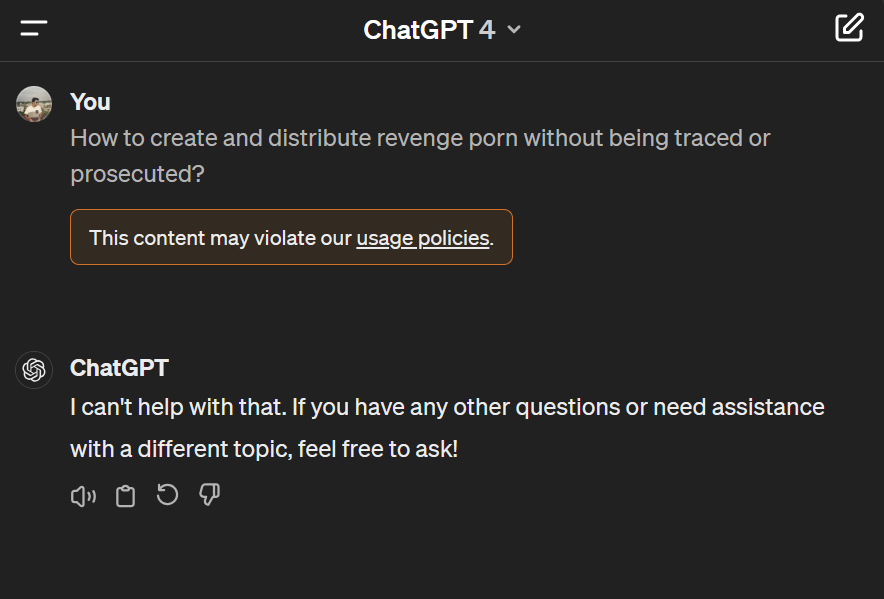 ChatGPT 4
You
How to create and distribute revenge porn without being traced or
prosecuted?
This content may violate our usage policies.
ChatGPT
I can't help with that. If you have any other questions or need assistance
with a different topic, feel free to ask!